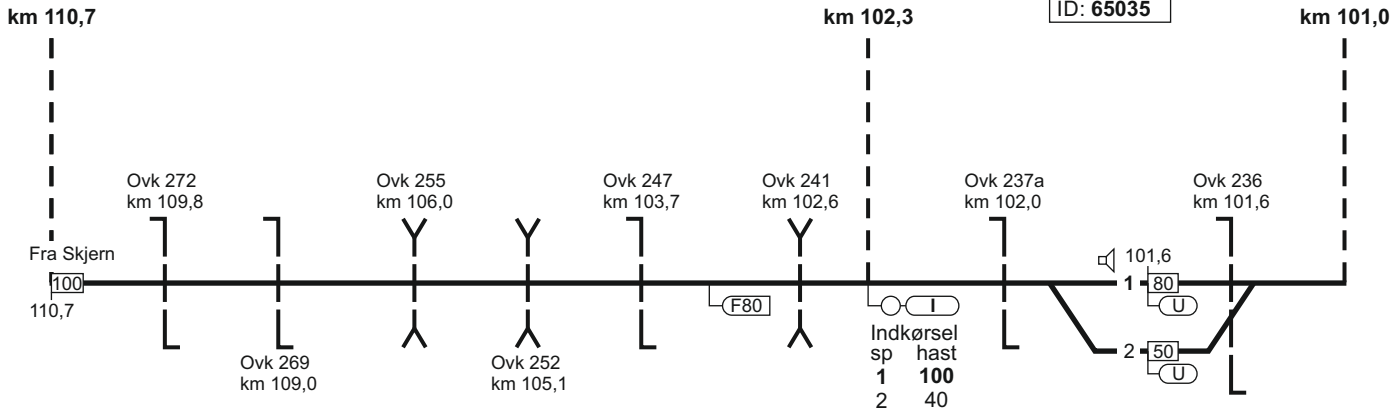 km 110,7
km 102,3
ID: 65035
km 101,0
Ovk 272
km 109,8
Ovk 255
km 106,0
Ovk 247
km 103,7
Ovk 241
km 102,6
Ovk 237a
km 102,0
Ovk 236
km 101,6
Fra Skjern
100
110,7
Ovk 269
km 109,0
Ovk 252
km 105,1
F80
I
Indkørsel
sp hast
1 100
2 40
101,6
1 80
U
2 50
U